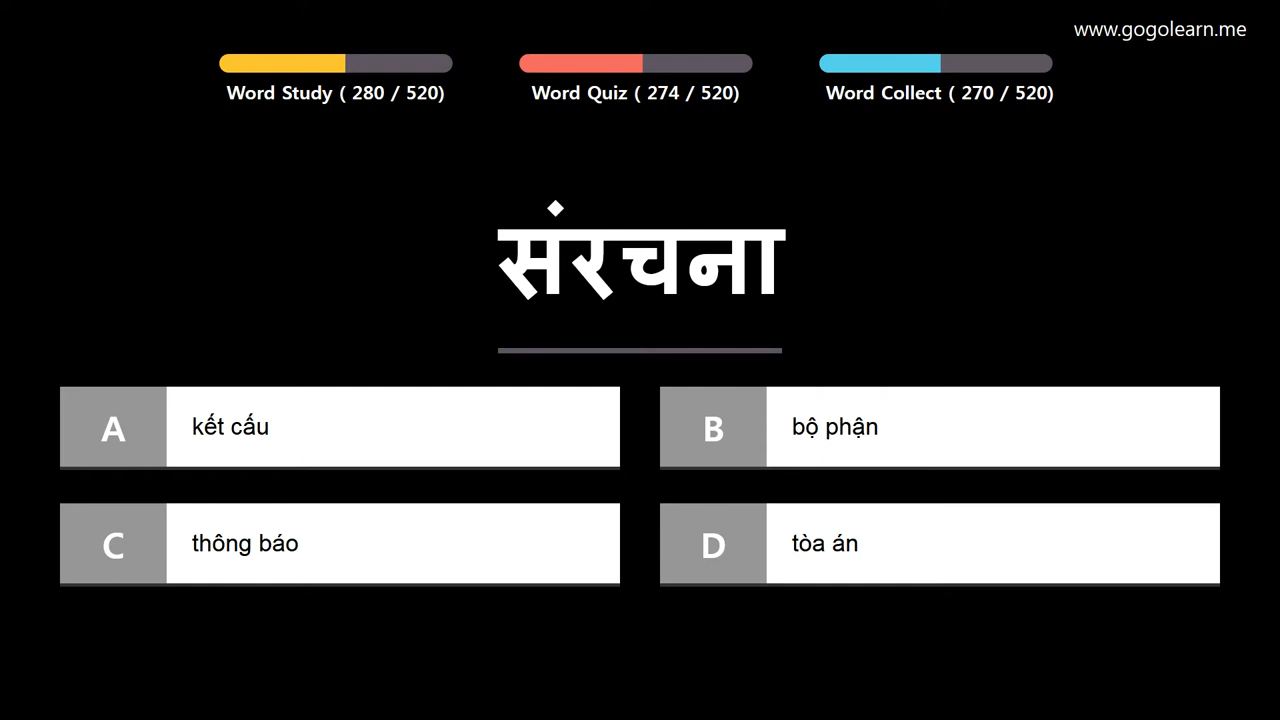 www.gogolearn.me
Word Study ( 280 / 520)
Word Quiz ( 274 / 520)
Word Collect ( 270 / 520)
संरचना
A kết cấu
B bộ phận
C thông báo
D tòa án